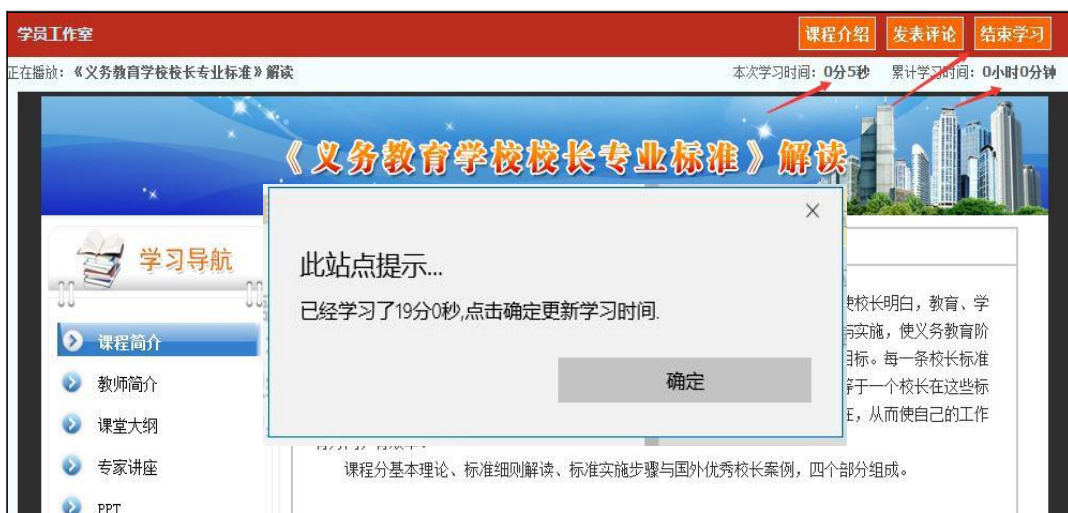 学员工作室
课程介绍 发表评论 结束学习
正在播放:《义务教育学校校长专业标准》解读
本次学习时间: 0分5秒 累计学习时间: 0小时0分钟
《义务教育学校校长专业标准》解读
学习导航
课程简介
教师简介
课堂大纲
专家讲座
PPT
此站点提示...
已经学习了19分0秒,点击确定更新学习时间.
确定
校长明白，教育、学
实施，使义务教育阶
目标。每一条校长标准
等于一个校长在这些标
在，从而使自己的工作
课程分基本理论、标准细则解读、标准实施步骤与国外优秀校长案例，四个部分组成。